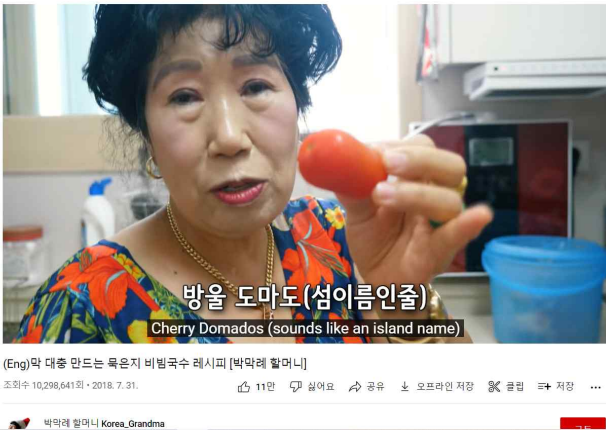 방울 도마도(섬이름인줄)
Cherry Domados (sounds like an island name)
(Eng)막 대충 만드는 묵은지 비빔국수 레시피 [박막례 할머니]
조회수 10,298,641회 • 2018. 7. 31.
11만 싫어요 공유 오프라인 저장 클립 저장 ...
박막례 할머니 Korea_Grandma